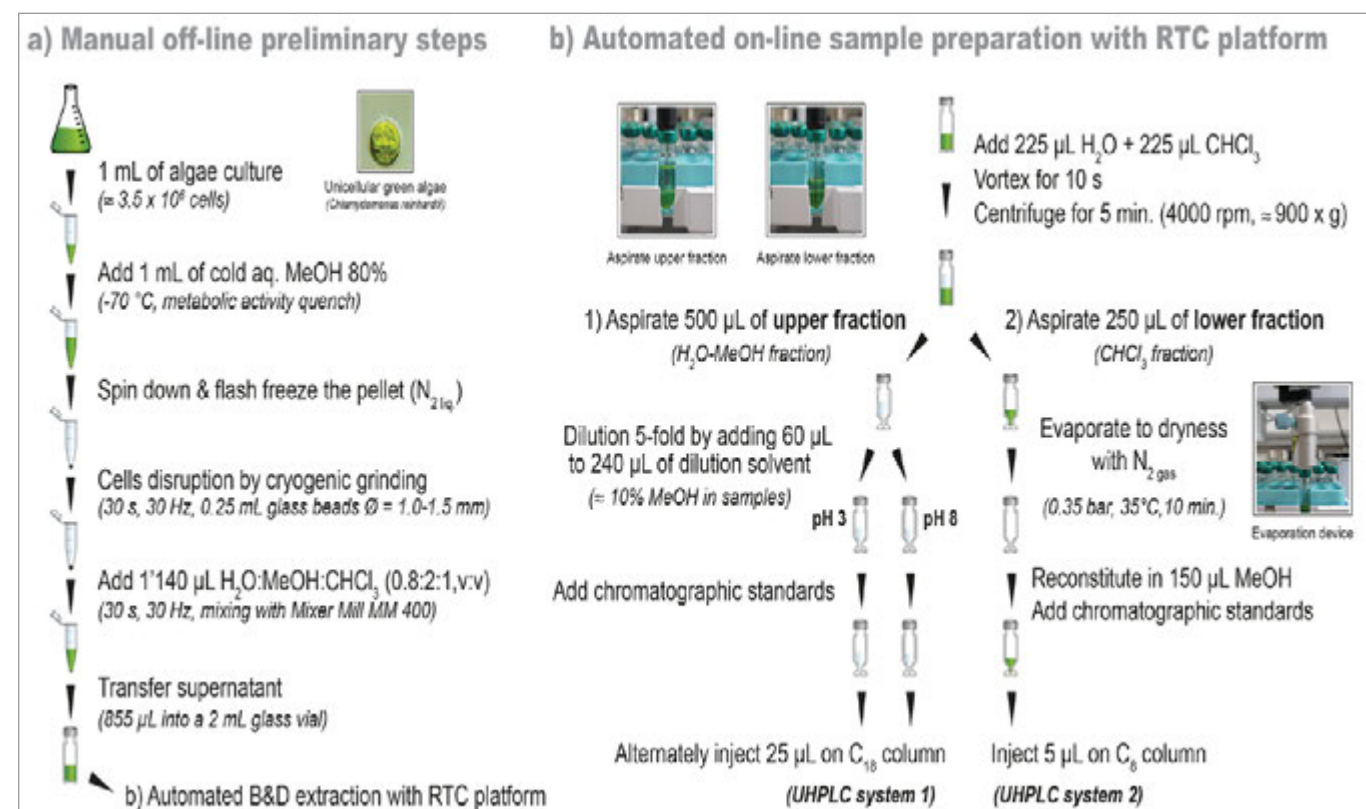 a) Manual off-line preliminary steps
1 mL of algae culture
(≈ 3.5 x 10⁶ cells)
Unicellular green algae
(Chlamydomonas reinhardtii)
Add 1 mL of cold aq. MeOH 80%
(-70 °C, metabolic activity quench)
Spin down & flash freeze the pellet (N₂ liq.)
Cells disruption by cryogenic grinding
(30 s, 30 Hz, 0.25 mL glass beads Ø = 1.0-1.5 mm)
Add 1'140 µL H₂O:MeOH:CHCl₃ (0.8:2:1,v:v)
(30 s, 30 Hz, mixing with Mixer Mill MM 400)
Transfer supernatant
(855 µL into a 2 mL glass vial)
b) Automated B&D extraction with RTC platform
b) Automated on-line sample preparation with RTC platform
Aspirate upper fraction
Aspirate lower fraction
Add 225 µL H₂O + 225 µL CHCl₃
Vortex for 10 s
Centrifuge for 5 min. (4000 rpm, ≈ 900 x g)
1) Aspirate 500 µL of upper fraction
(H₂O-MeOH fraction)
Dilution 5-fold by adding 60 µL
to 240 µL of dilution solvent
(≈ 10% MeOH in samples)
pH 3
pH 8
Add chromatographic standards
Alternately inject 25 µL on C₁₈ column
(UHPLC system 1)
2) Aspirate 250 µL of lower fraction
(CHCl₃ fraction)
Evaporate to dryness
with N₂ gas
(0.35 bar, 35°C,10 min.)
Evaporation device
Reconstitute in 150 µL MeOH
Add chromatographic standards
Inject 5 µL on C₈ column
(UHPLC system 2)